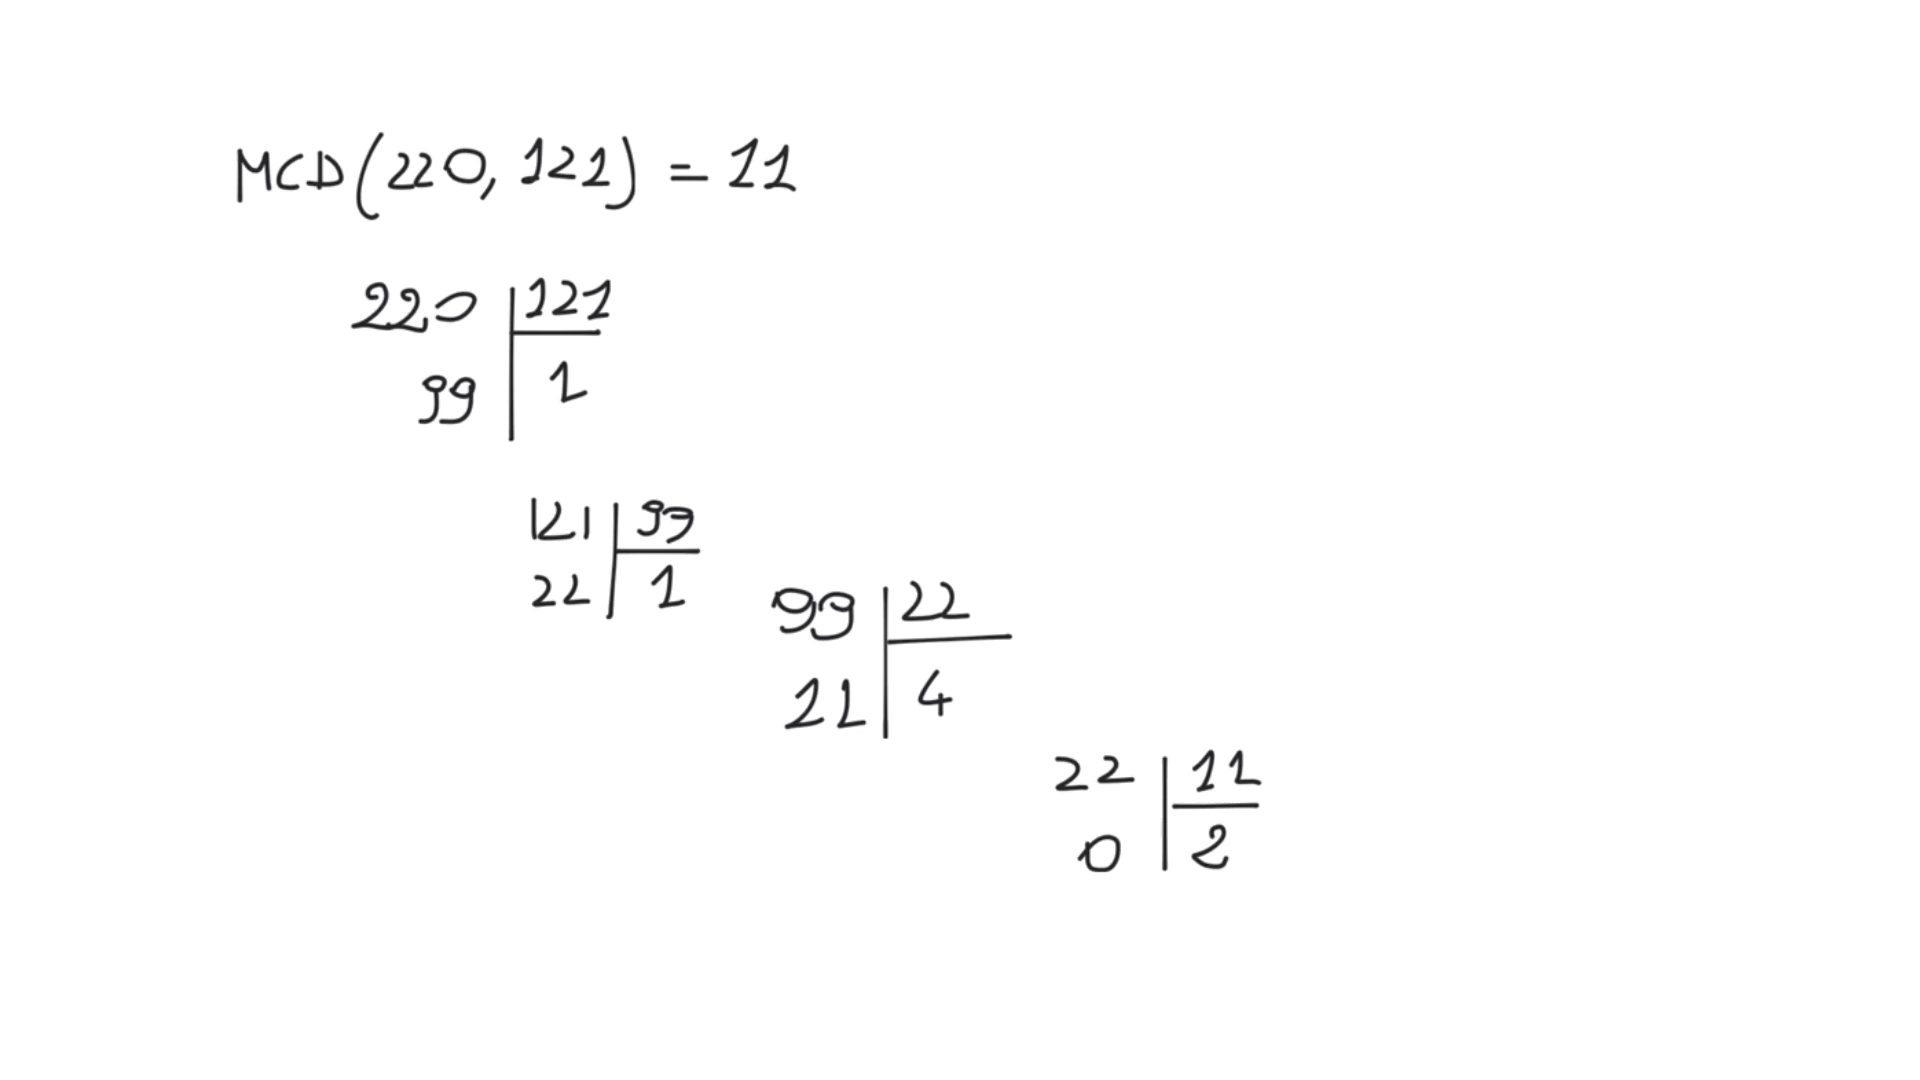 MCD(220, 121) = 11
220 | 121
99 | 1
121 | 99
22 | 1
99 | 22
11 | 4
22 | 11
0 | 2